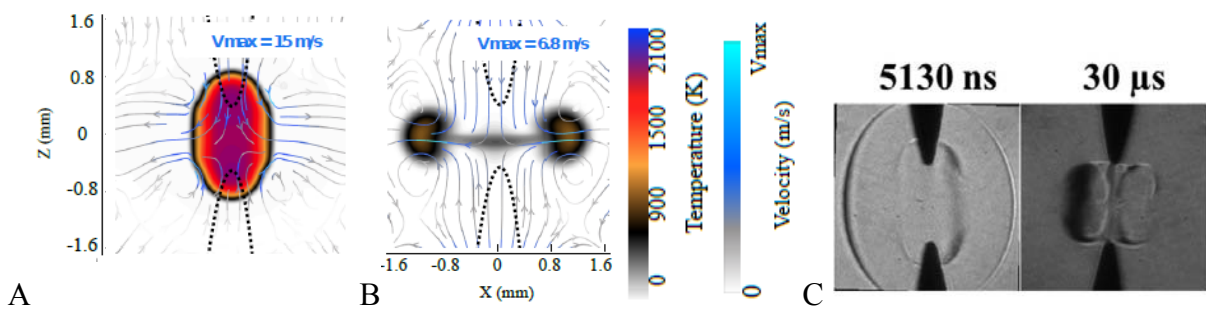 1.6
0.8
0
-0.8
-1.6
Z (mm)
Vmax = 15 m/s
A
Vmax = 6.8 m/s
-1.6
-0.8
0
0.8
1.6
X (mm)
B
2100
1500
900
0
Temperature (K)
Vmax
0
Velocity (m/s)
5130 ns
30 µs
C